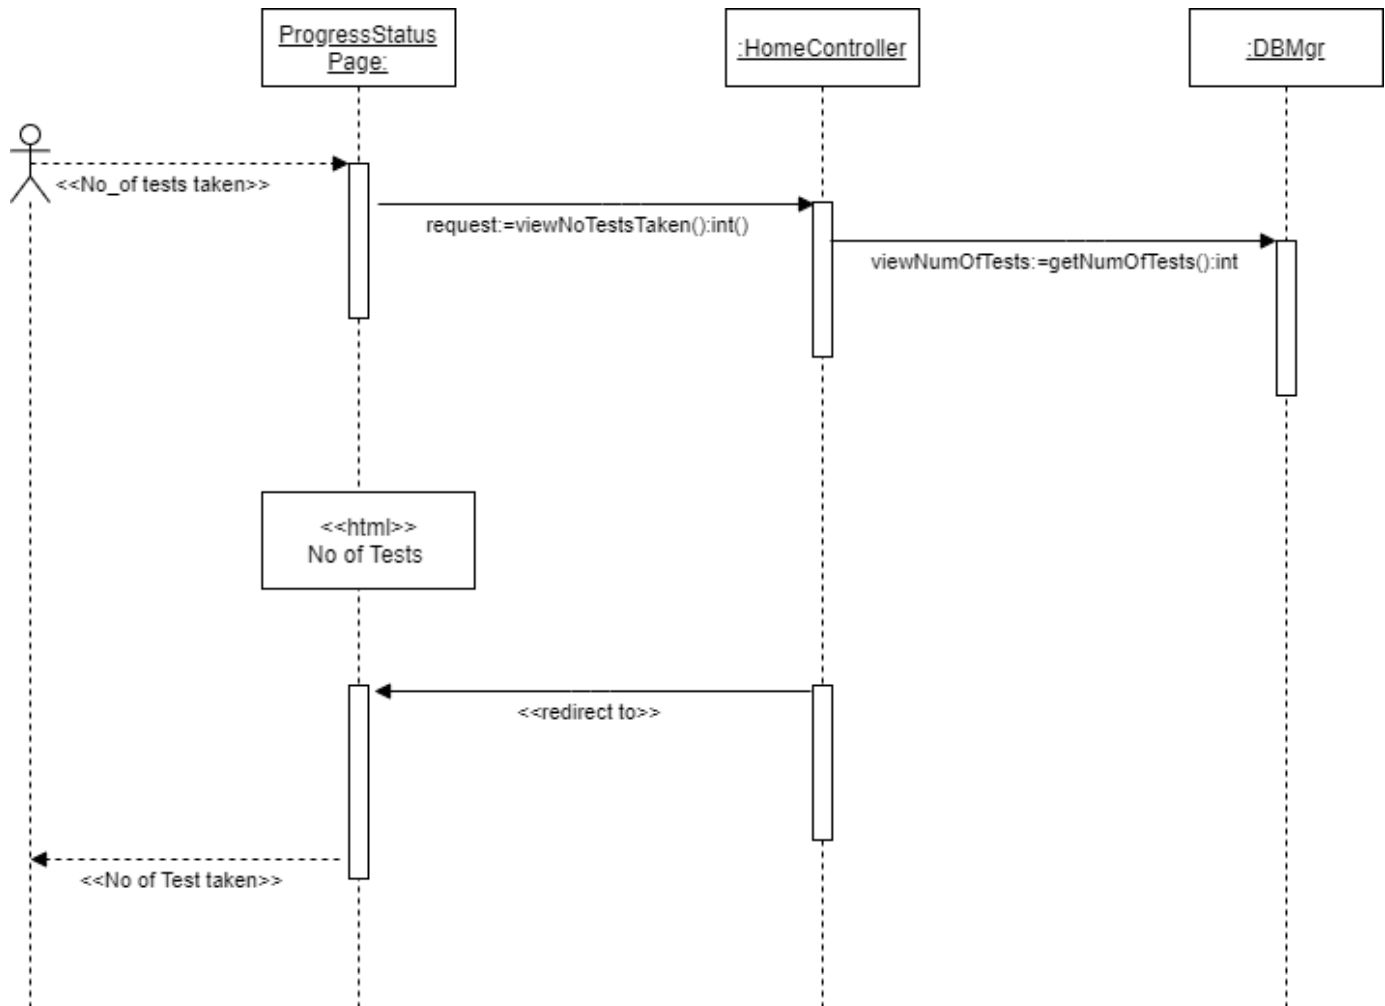 ProgressStatus
Page:
:HomeController
:DBMgr
<<No_of tests taken>>
request:=viewNoTestsTaken():int()
viewNumOfTests:=getNumOfTests():int
<<html>>
No of Tests
<<redirect to>>
<<No of Test taken>>